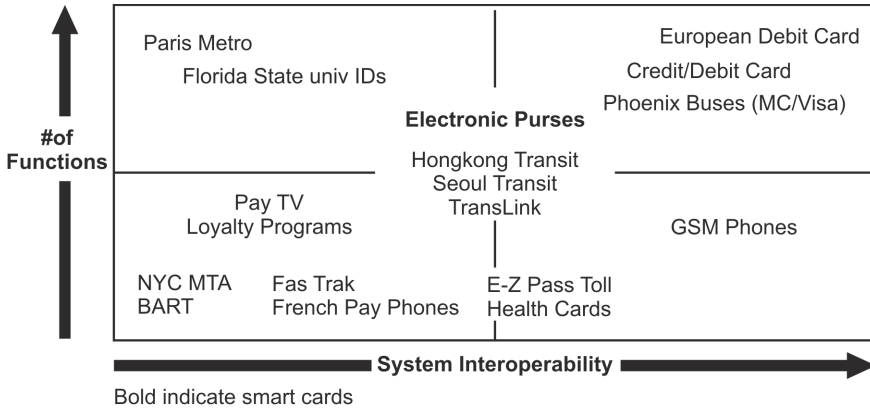 Paris Metro
Florida State univ IDs
European Debit Card
Credit/Debit Card
Phoenix Buses (MC/Visa)
#of
Functions
Electronic Purses
Hongkong Transit
Seoul Transit
TransLink
Pay TV
Loyalty Programs
GSM Phones
NYC MTA
BART
Fas Trak
French Pay Phones
E-Z Pass Toll
Health Cards
System Interoperability
Bold indicate smart cards